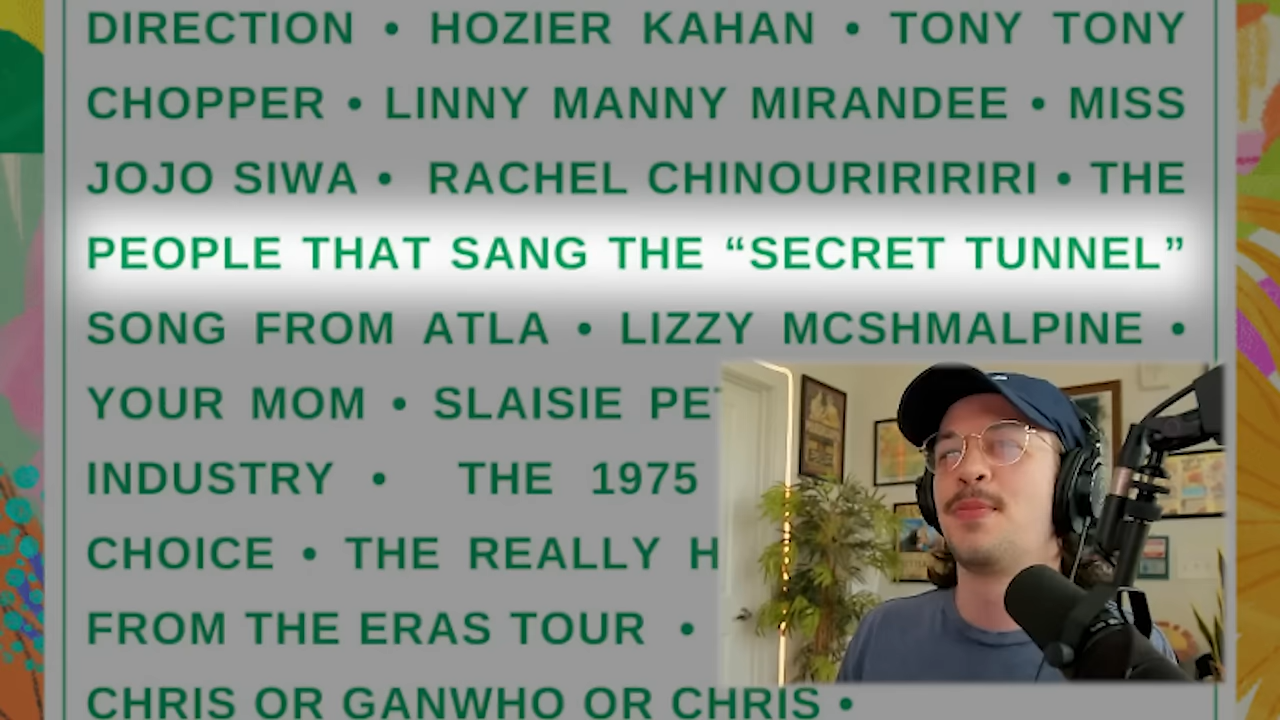 DIRECTION • HOZIER KAHAN • TONY TONY
CHOPPER • LINNY MANNY MIRANDEE • MISS
JOJO SIWA • RACHEL CHINOURIRIRIRIRI • THE
PEOPLE THAT SANG THE “SECRET TUNNEL”
SONG FROM ATLA • LIZZY MCSHMALPINE •
YOUR MOM • SLAISIE
INDUSTRY • THE 1975
CHOICE • THE REALLY
FROM THE ERAS TOUR •
CHRIS OR GANWHO OR CHRIS •